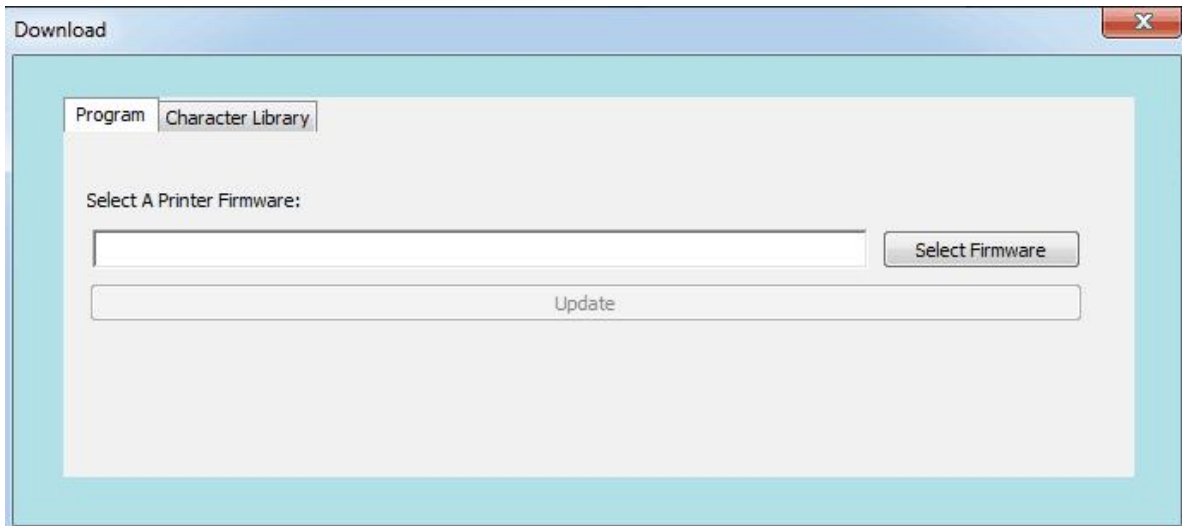 Download
Program Character Library
Select A Printer Firmware:
Select Firmware
Update